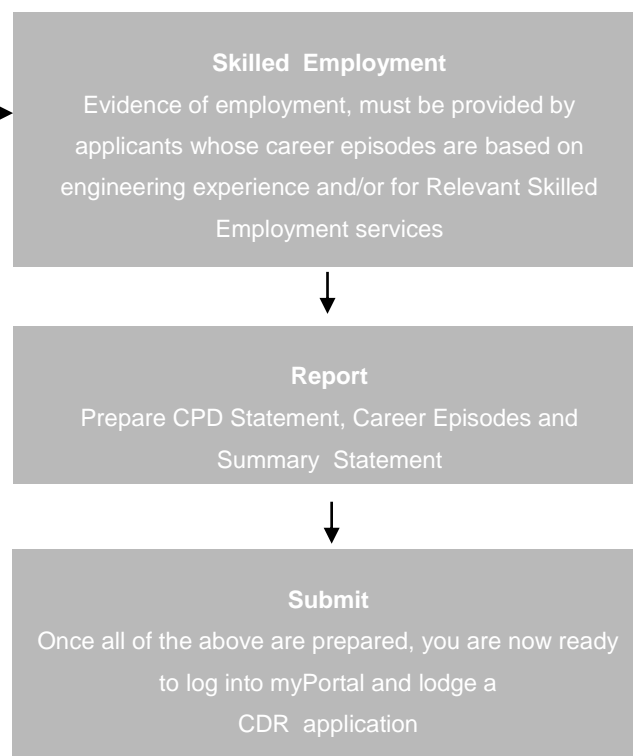 Skilled Employment
Evidence of employment, must be provided by
applicants whose career episodes are based on
engineering experience and/or for Relevant Skilled
Employment services
Report
Prepare CPD Statement, Career Episodes and
Summary Statement
Submit
Once all of the above are prepared, you are now ready
to log into myPortal and lodge a
CDR application